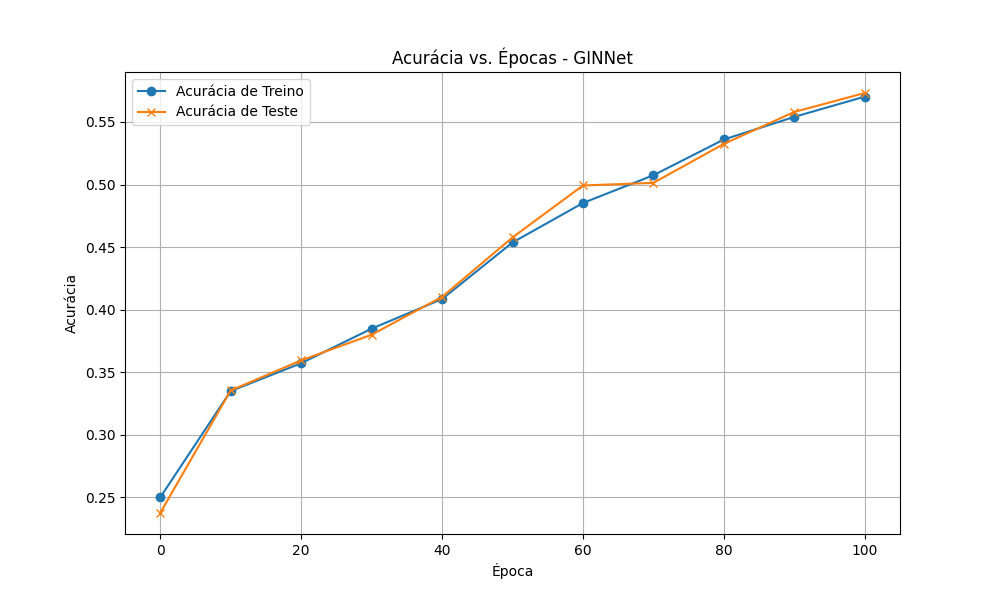 Acurácia vs. Épocas - GINNet
Acurácia de Treino
Acurácia de Teste
Acurácia
0.55
0.50
0.45
0.40
0.35
0.30
0.25
0 20 40 60 80 100
Época